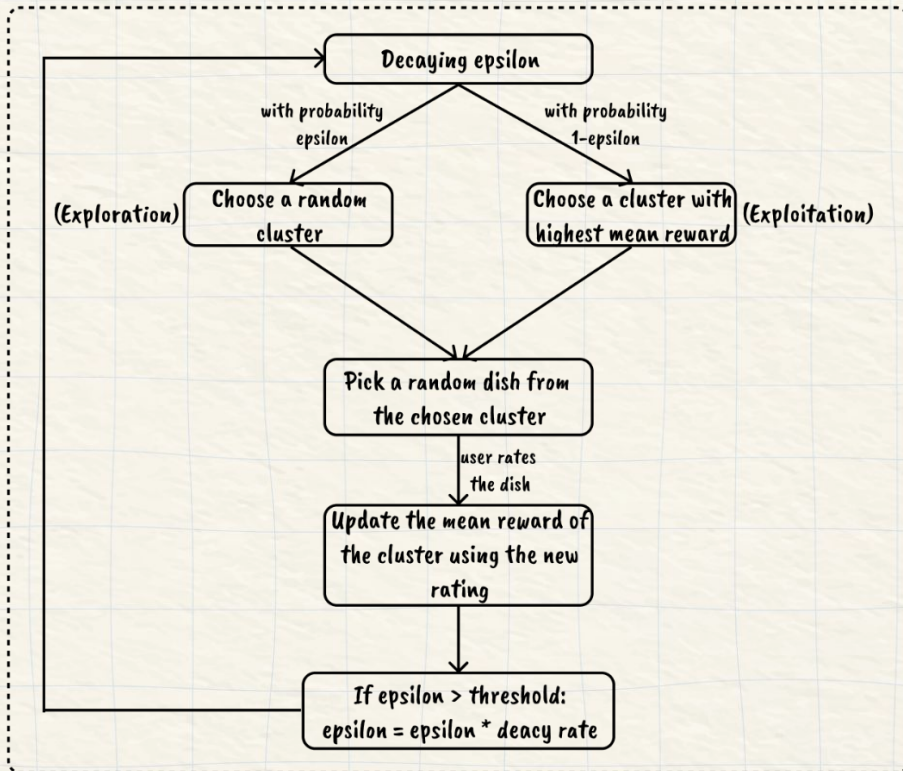 Decaying epsilon
with probability
epsilon
with probability
1-epsilon
(Exploration)
Choose a random
cluster
Choose a cluster with
highest mean reward
(Exploitation)
Pick a random dish from
the chosen cluster
user rates
the dish
Update the mean reward of
the cluster using the new
rating
If epsilon > threshold:
epsilon = epsilon * deacy rate